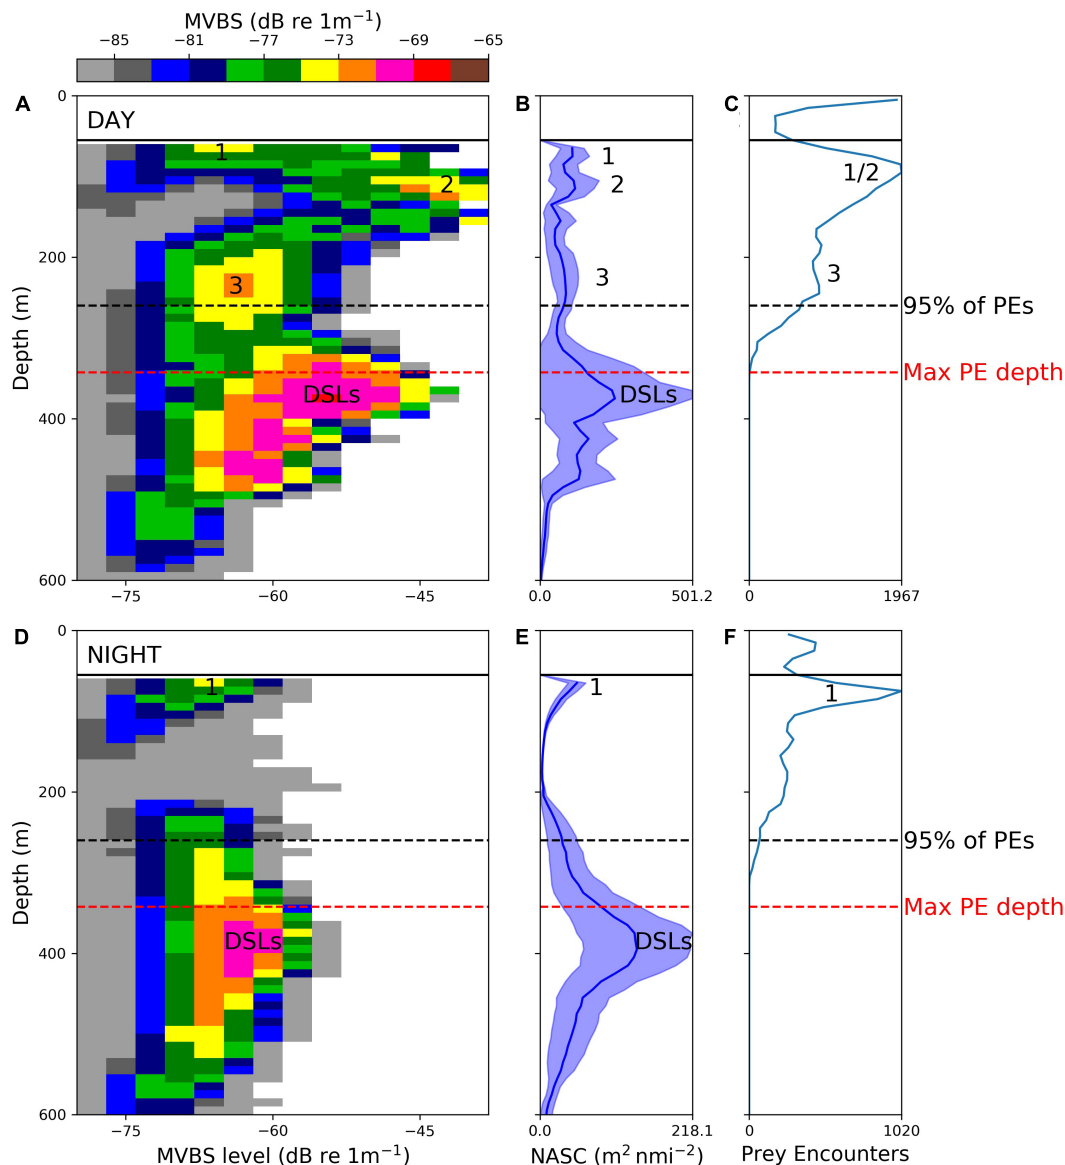 MVBS (dB re 1m⁻¹)
−85 −81 −77 −73 −69 −65
A B C
DAY
0
200
400
600
Depth (m)
1
2
3
DSLs
−75 −60 −45
1
2
3
DSLs
0.0 501.2
1/2
3
0 1967
95% of PEs
Max PE depth
D E F
NIGHT
0
200
400
600
Depth (m)
1
DSLs
−75 −60 −45
MVBS level (dB re 1m⁻¹)
1
DSLs
0.0 218.1
NASC (m² nmi⁻²)
1
0 1020
Prey Encounters
95% of PEs
Max PE depth